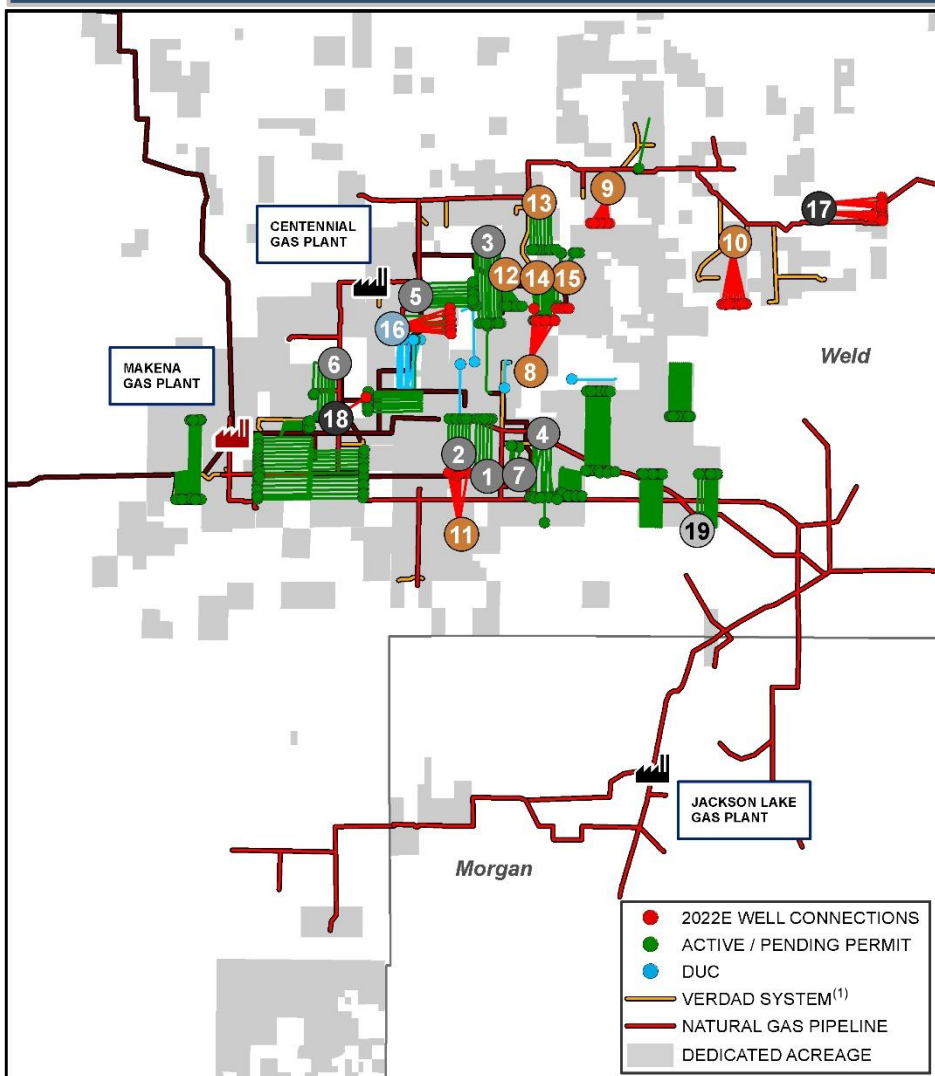 13
9
17
CENTENNIAL
GAS PLANT
3
10
12
14
15
5
16
Weld
MAKENA
GAS PLANT
6
8
18
4
2
1
7
11
19
JACKSON LAKE
GAS PLANT
Morgan
2022E WELL CONNECTIONS
ACTIVE / PENDING PERMIT
DUC
VERDAD SYSTEM(1)
NATURAL GAS PIPELINE
DEDICATED ACREAGE